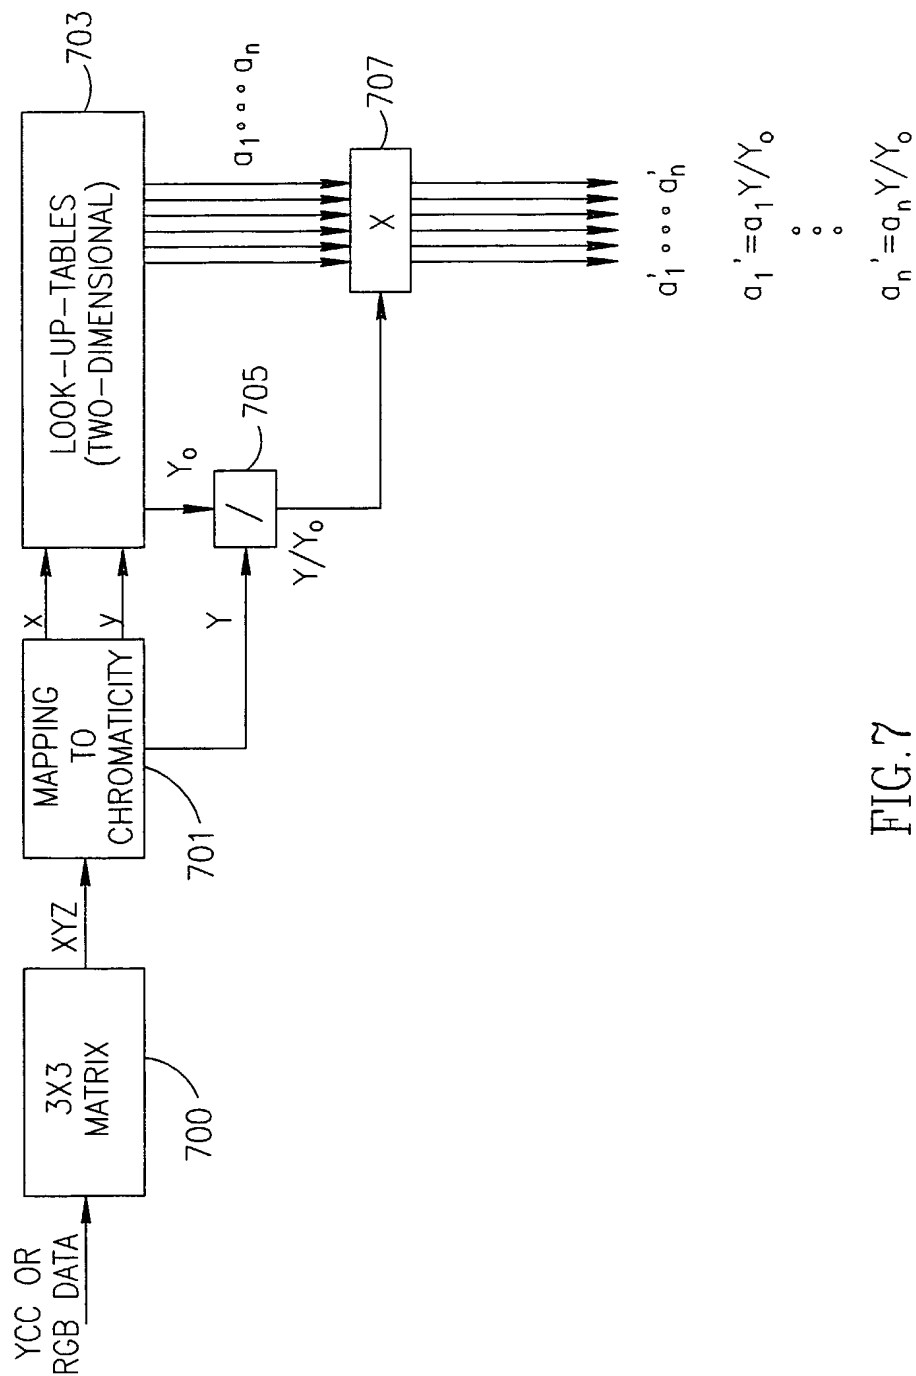 YCC OR
RGB DATA
3X3
MATRIX
700
XYZ
MAPPING
TO
CHROMATICITY
701
x
y
Y
LOOK-UP-TABLES
(TWO-DIMENSIONAL)
703
Y₀
/
705
Y/Y₀
a₁∘∘∘aₙ
X
707
a₁'∘∘∘aₙ'
a₁'=a₁Y/Y₀
∘∘∘
aₙ'=aₙY/Y₀
FIG.7